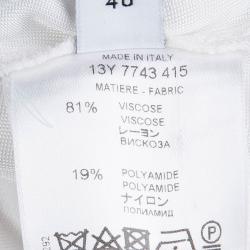 40
MADE IN ITALY
13Y 7743 415
MATIERE - FABRIC
81% VISCOSE
VISCOSE
レーヨン
ВИСКОЗА
19% POLYAMIDE
POLYAMIDE
ナイロン
ПОЛИАМИД
292